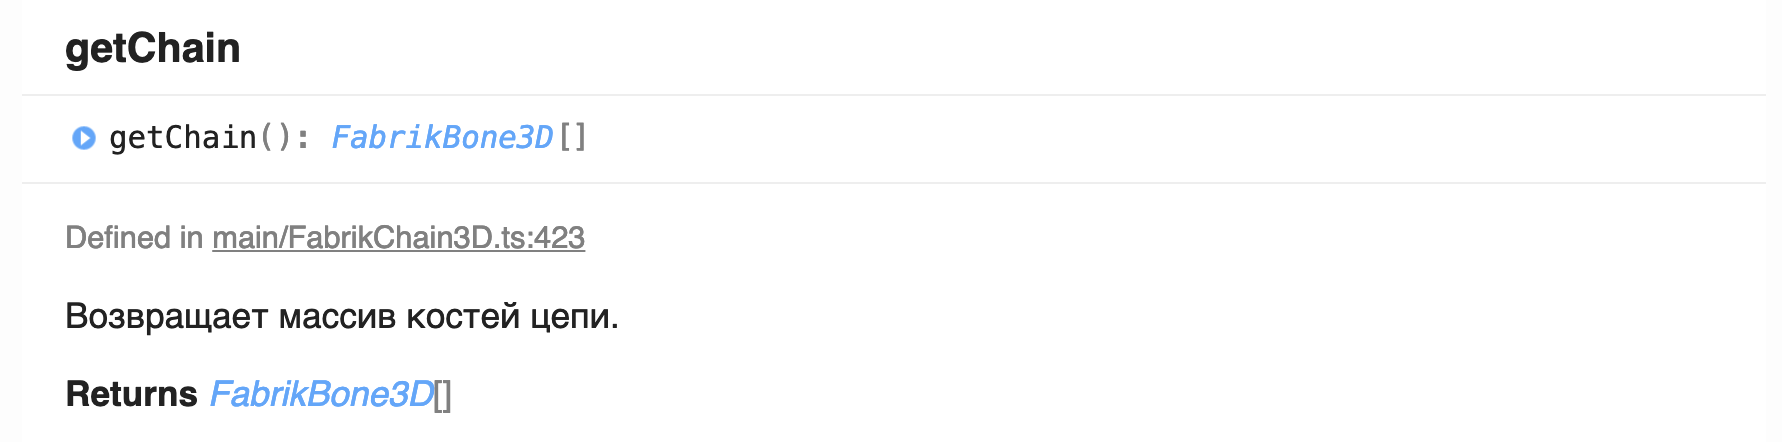 getChain
getChain(): FabrikBone3D[]
Defined in main/FabrikChain3D.ts:423
Возвращает массив костей цепи.
Returns FabrikBone3D[]